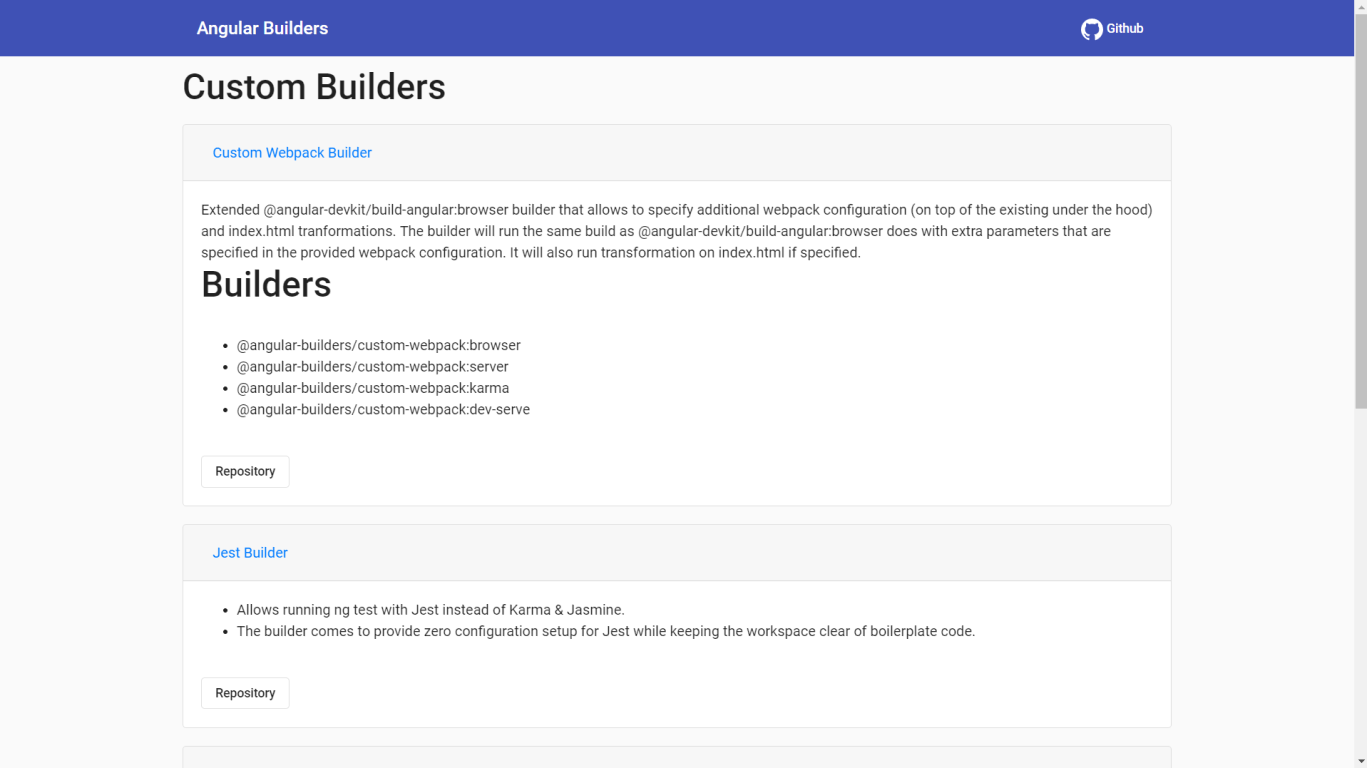 Angular Builders
Github
Custom Builders
Custom Webpack Builder
Extended @angular-devkit/build-angular:browser builder that allows to specify additional webpack configuration (on top of the existing under the hood)
and index.html tranformations. The builder will run the same build as @angular-devkit/build-angular:browser does with extra parameters that are
specified in the provided webpack configuration. It will also run transformation on index.html if specified.
Builders
• @angular-builders/custom-webpack:browser
• @angular-builders/custom-webpack:server
• @angular-builders/custom-webpack:karma
• @angular-builders/custom-webpack:dev-serve
Repository
Jest Builder
• Allows running ng test with Jest instead of Karma & Jasmine.
• The builder comes to provide zero configuration setup for Jest while keeping the workspace clear of boilerplate code.
Repository